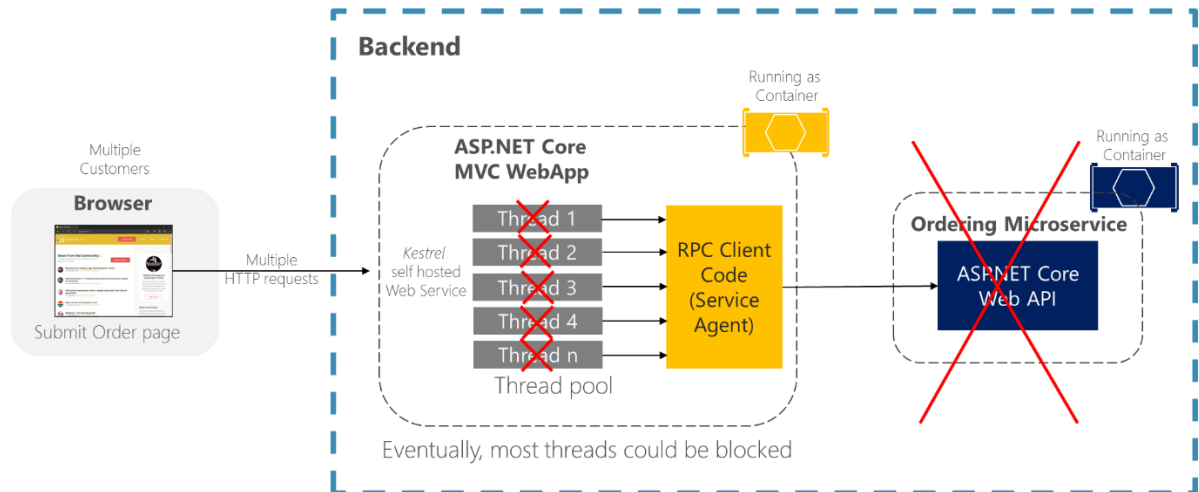 Backend
Running as
Container
Running as
Container
Multiple
Customers
Browser
Submit Order page
Multiple
HTTP requests
ASP.NET Core
MVC WebApp
Kestrel
self hosted
Web Service
Thread 1
Thread 2
Thread 3
Thread 4
Thread n
Thread pool
RPC Client
Code
(Service
Agent)
Ordering Microservice
ASP.NET Core
Web API
Eventually, most threads could be blocked